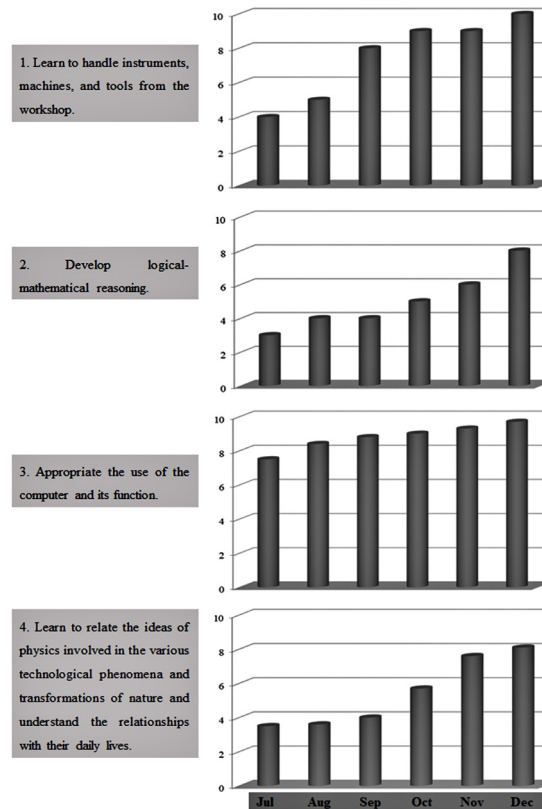 10
8
6
4
2
0
1. Learn to handle instruments,
machines, and tools from the
workshop.
10
8
6
4
2
0
2. Develop logical-
mathematical reasoning.
10
8
6
4
2
0
3. Appropriate the use of the
computer and its function.
10
8
6
4
2
0
4. Learn to relate the ideas of
physics involved in the various
technological phenomena and
transformations of nature and
understand the relationships
with their daily lives.
Jul Aug Sep Oct Nov Dec